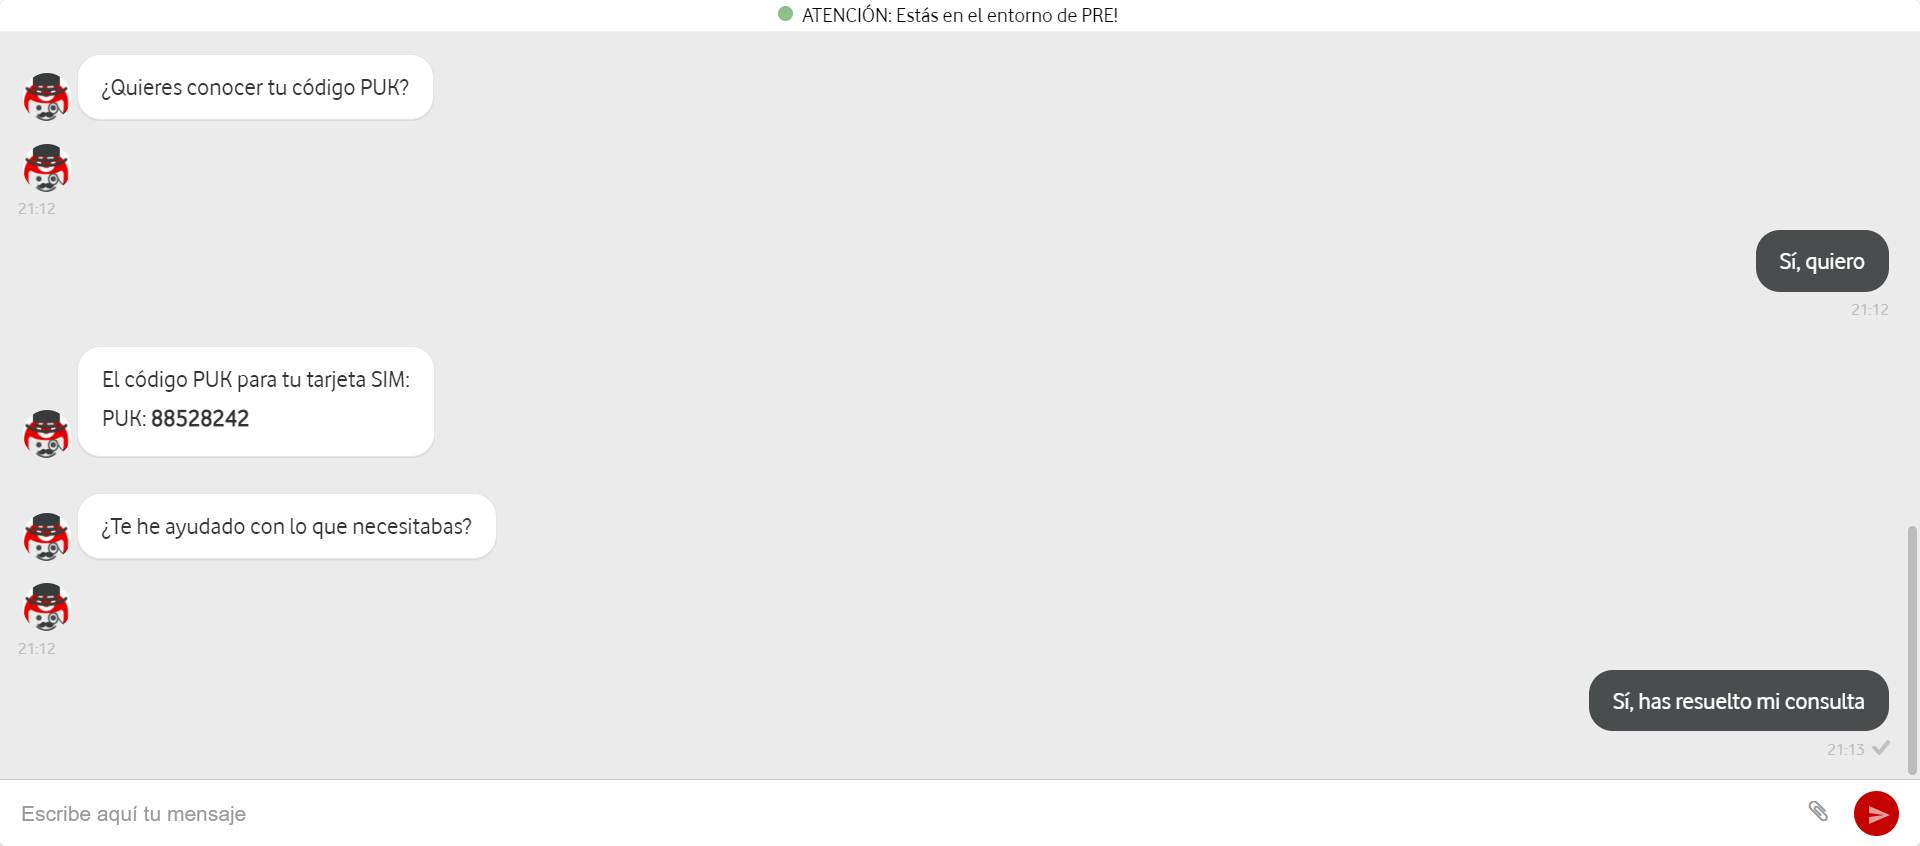 ATENCIÓN: Estás en el entorno de PRE!
¿Quieres conocer tu código PUK?
21:12
Sí, quiero
21:12
El código PUK para tu tarjeta SIM:
PUK: 88528242
¿Te he ayudado con lo que necesitabas?
21:12
Sí, has resuelto mi consulta
21:13
Escribe aquí tu mensaje